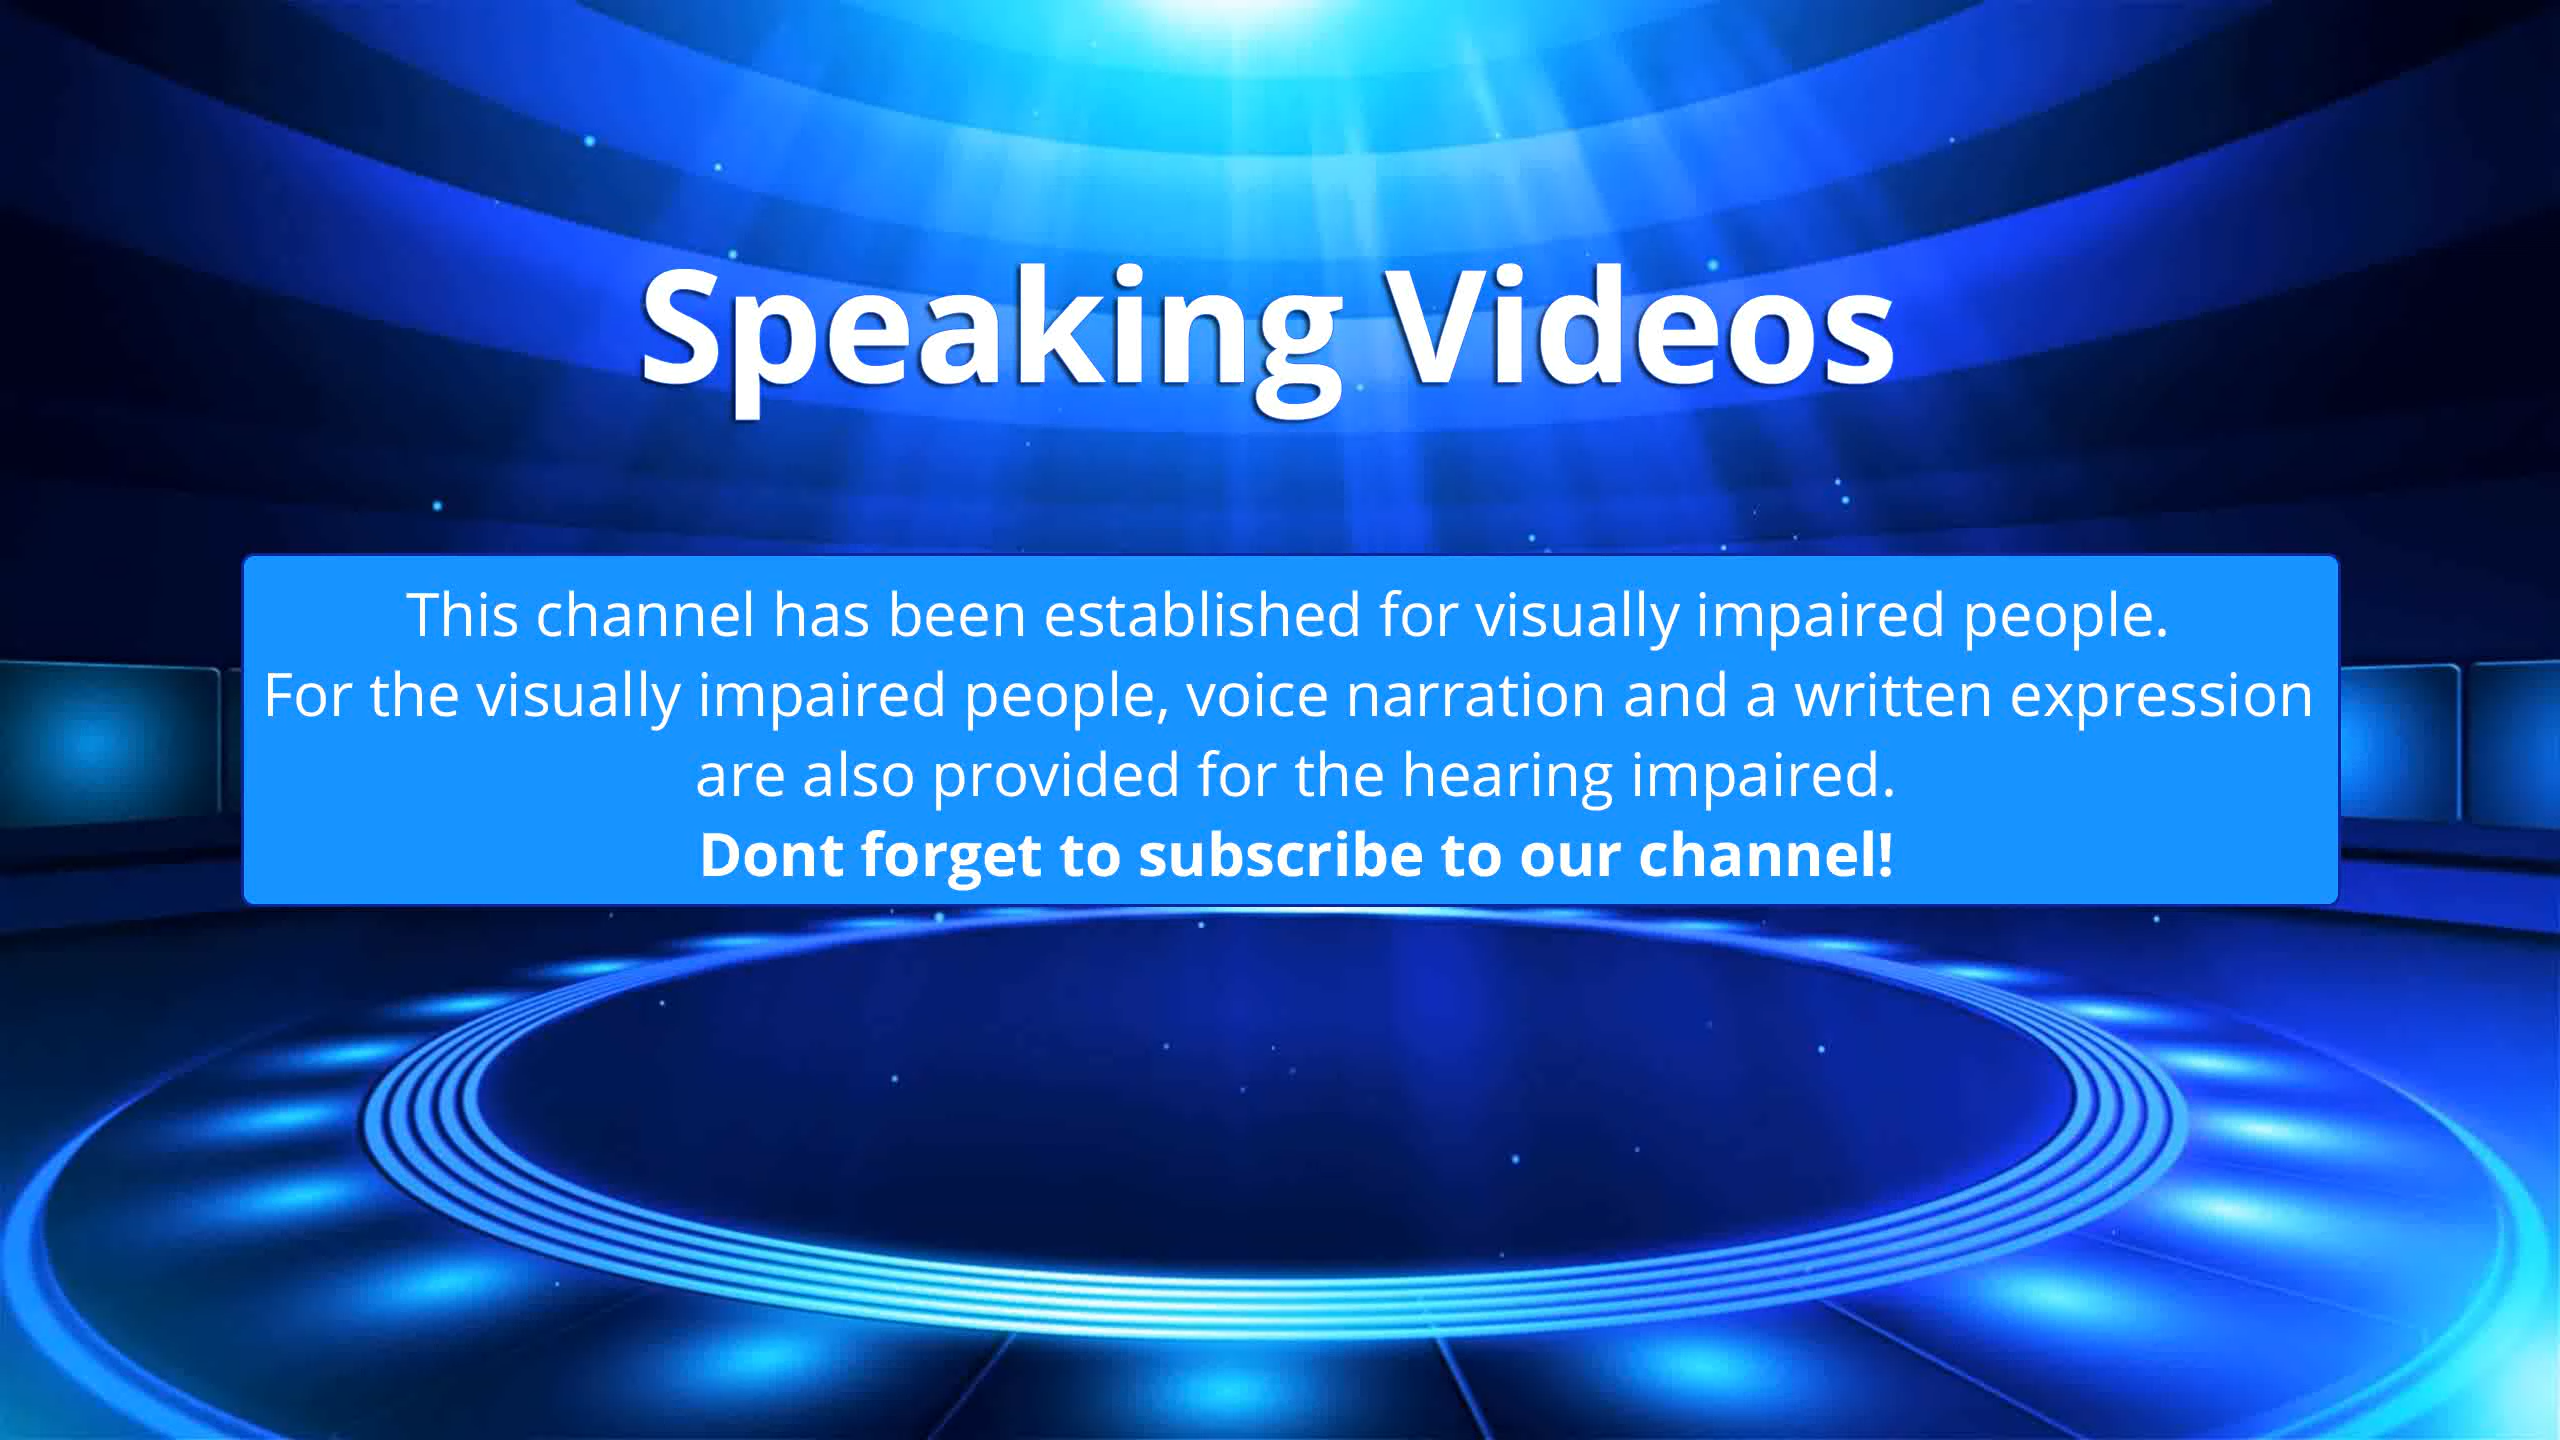 Speaking Videos
This channel has been established for visually impaired people.
For the visually impaired people, voice narration and a written expression
are also provided for the hearing impaired.
Dont forget to subscribe to our channel!